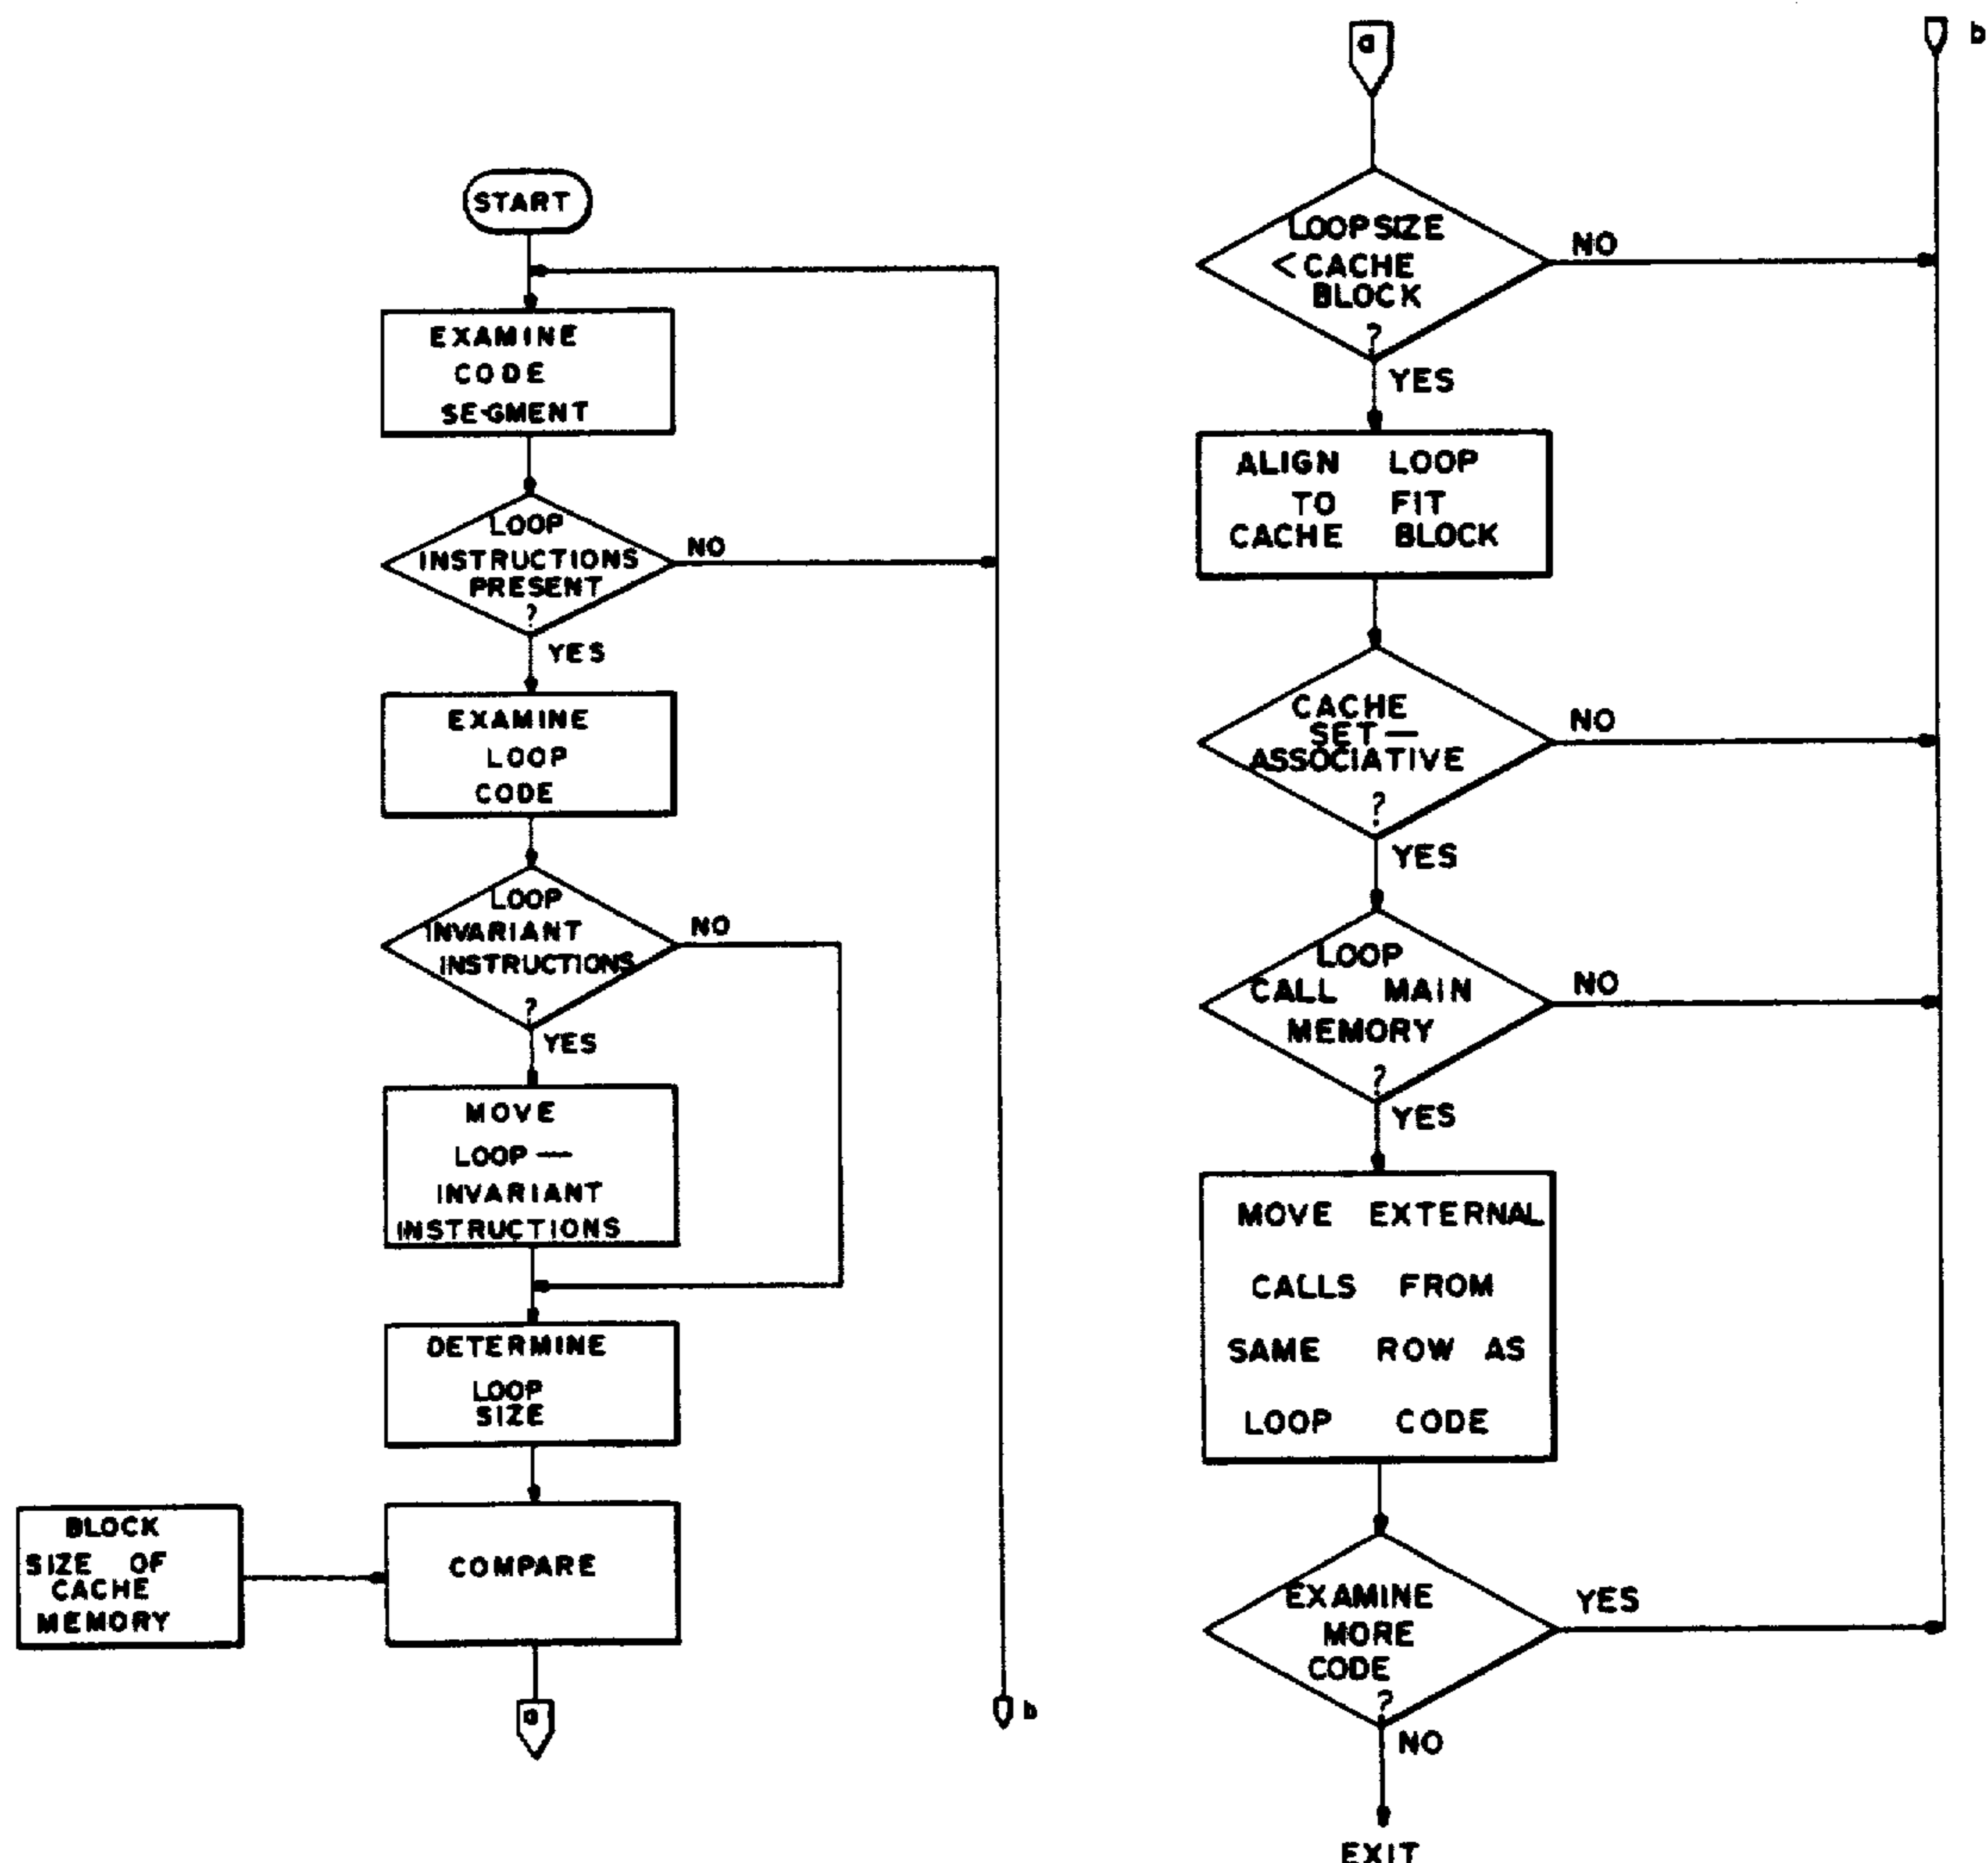 START
EXAMINE
CODE
SEGMENT
LOOP
INSTRUCTIONS
PRESENT
?
NO
YES
EXAMINE
LOOP
CODE
LOOP
INVARIANT
INSTRUCTIONS
?
NO
YES
MOVE
LOOP —
INVARIANT
INSTRUCTIONS
DETERMINE
LOOP
SIZE
BLOCK
SIZE OF
CACHE
MEMORY
COMPARE
a
b
a
b
LOOPSIZE
< CACHE
BLOCK
?
NO
YES
ALIGN LOOP
TO FIT
CACHE BLOCK
CACHE
SET —
ASSOCIATIVE
?
NO
YES
LOOP
CALL MAIN
MEMORY
?
NO
YES
MOVE EXTERNAL
CALLS FROM
SAME ROW AS
LOOP CODE
EXAMINE
MORE
CODE
?
YES
NO
EXIT